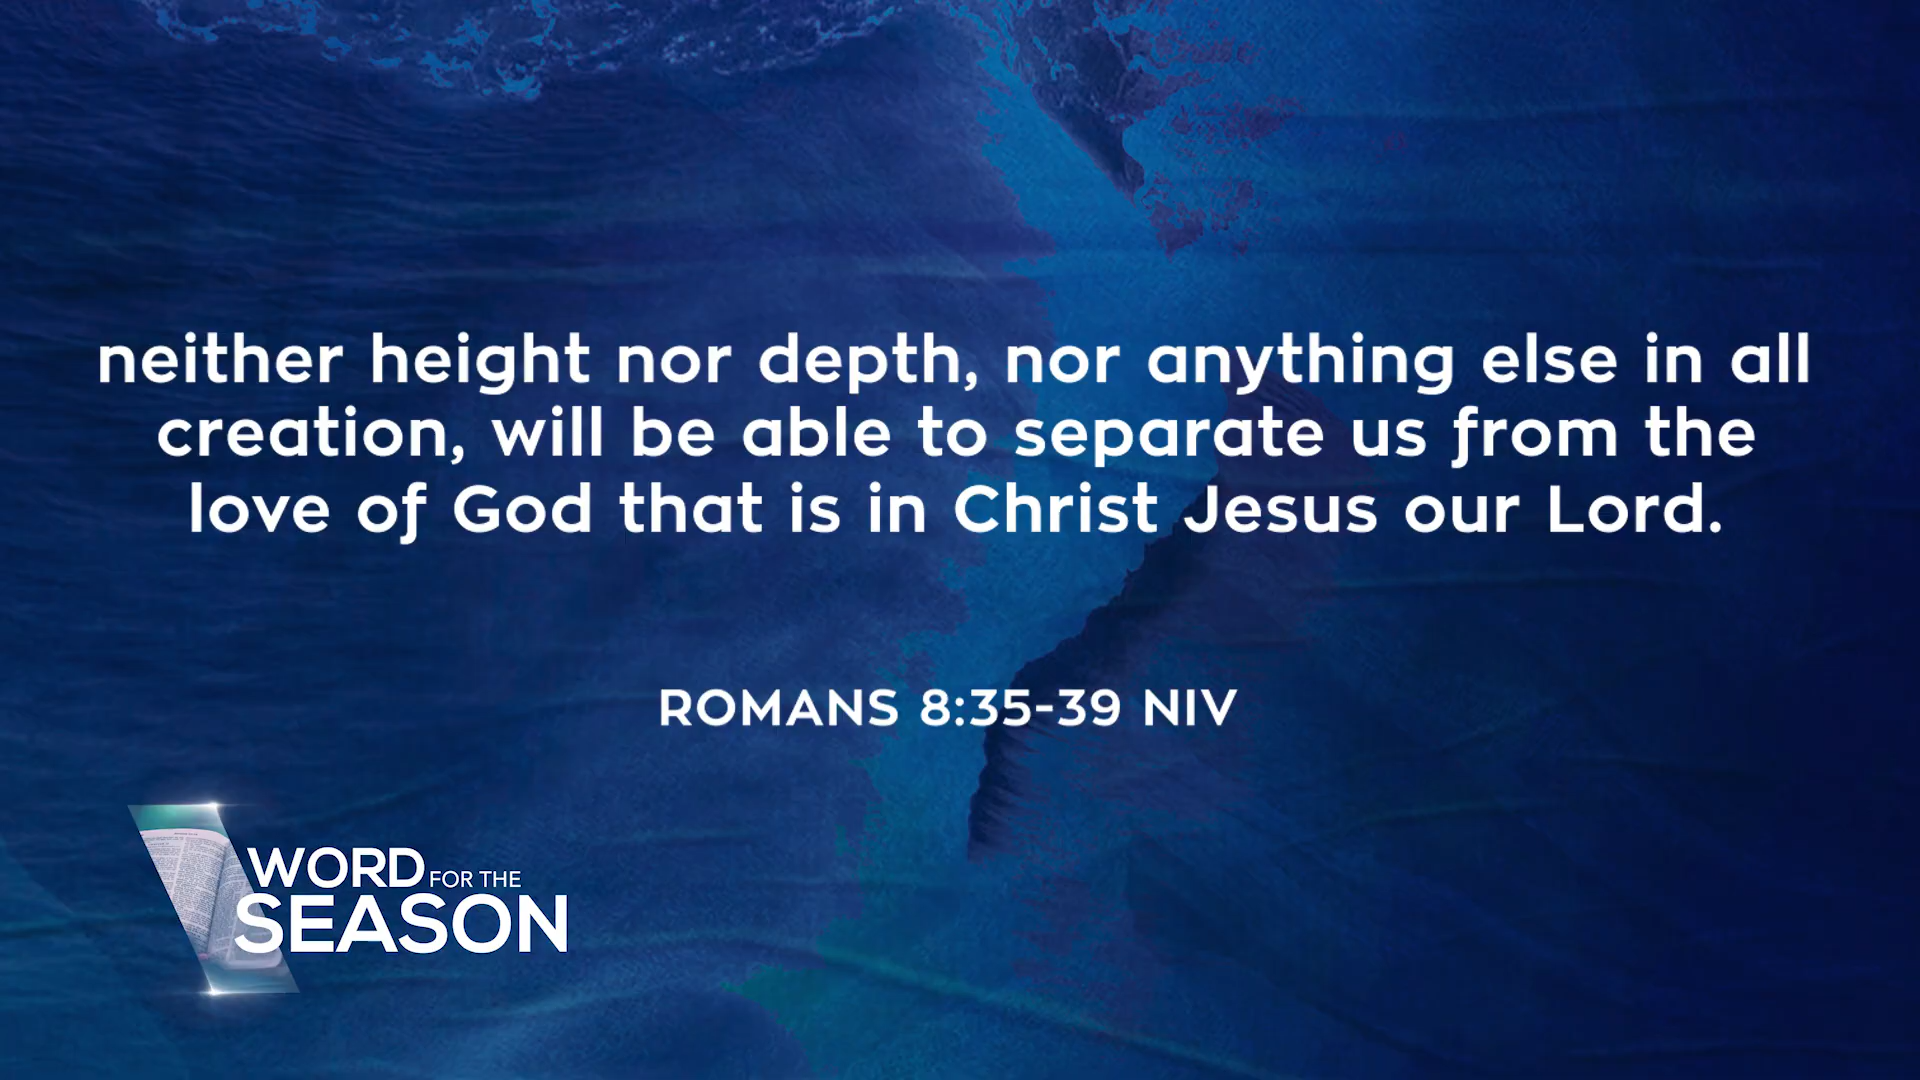 neither height nor depth, nor anything else in all
creation, will be able to separate us from the
love of God that is in Christ Jesus our Lord.
ROMANS 8:35-39 NIV
WORD FOR THE
SEASON